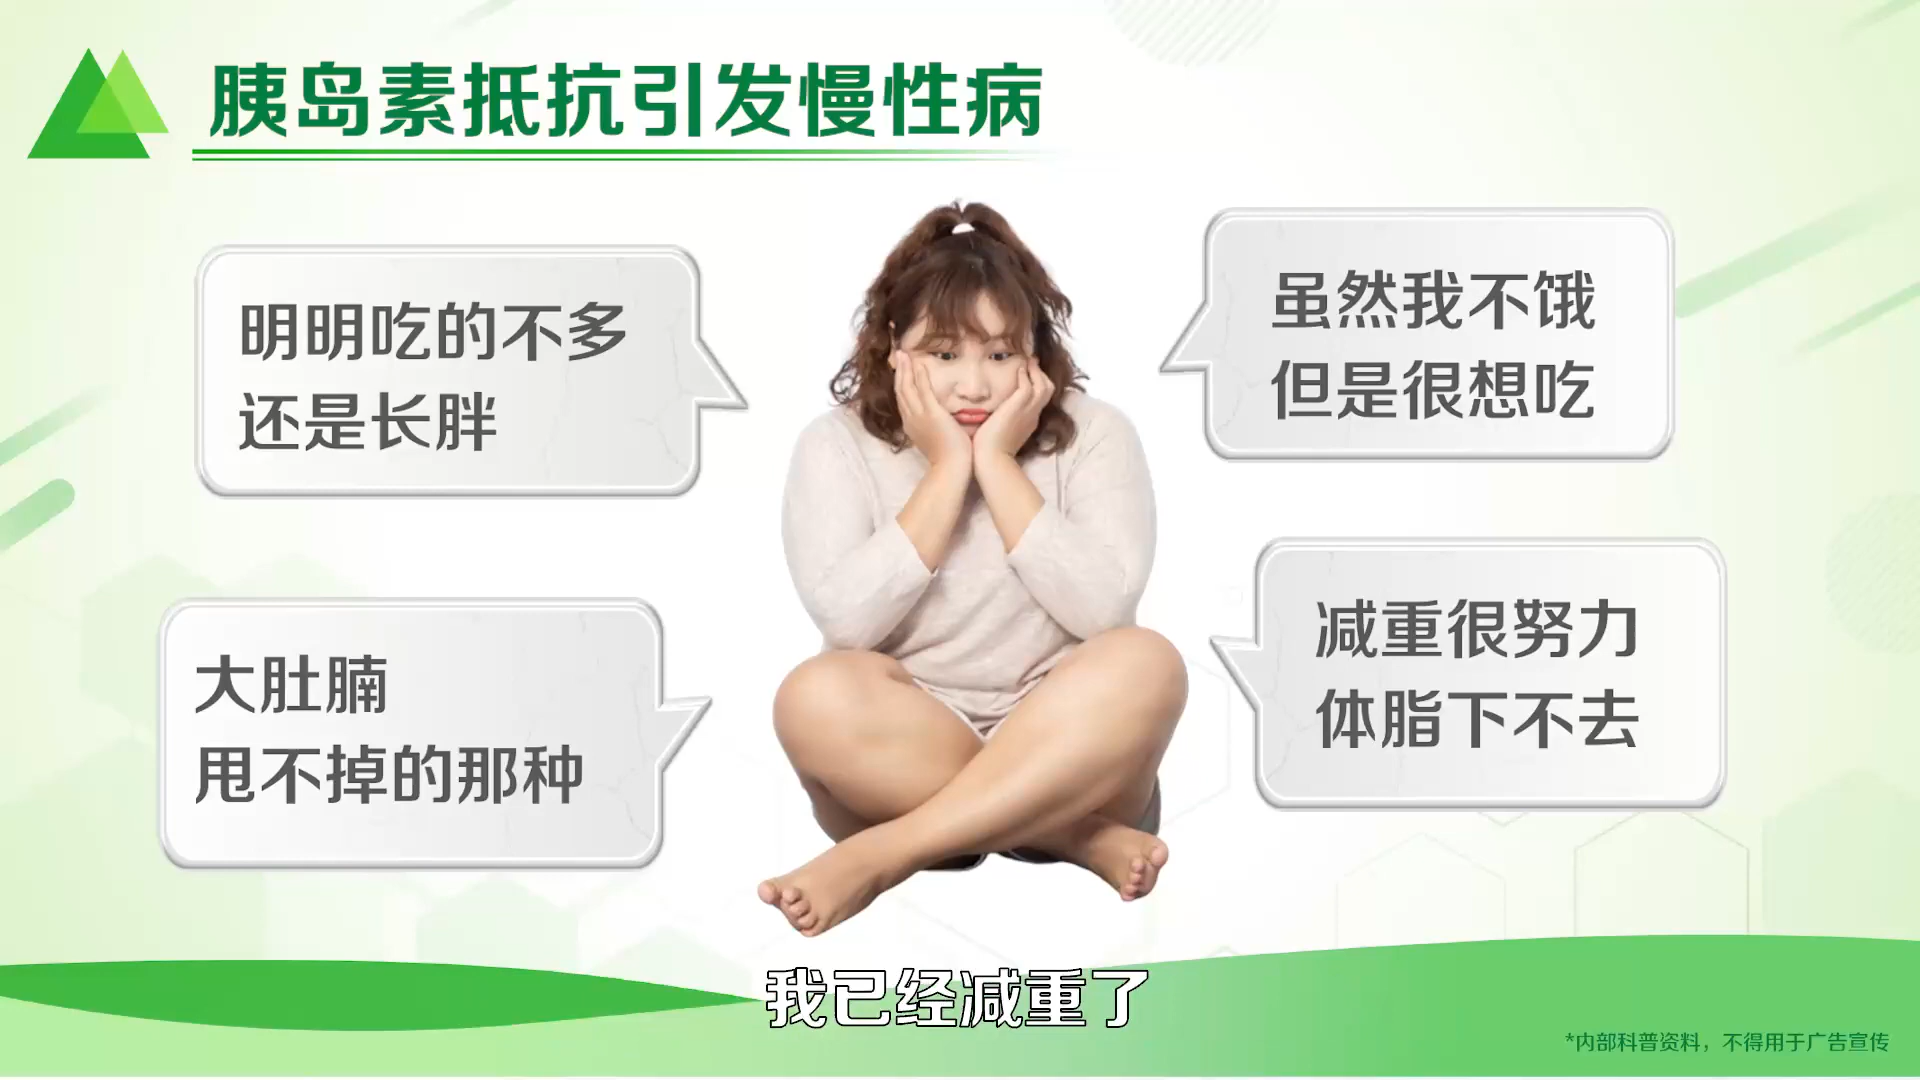 胰岛素抵抗引发慢性病
明明吃的不多
还是长胖
虽然我不饿
但是很想吃
大肚腩
甩不掉的那种
减重很努力
体脂下不去
我已经减重了
*内部科普资料，不得用于广告宣传